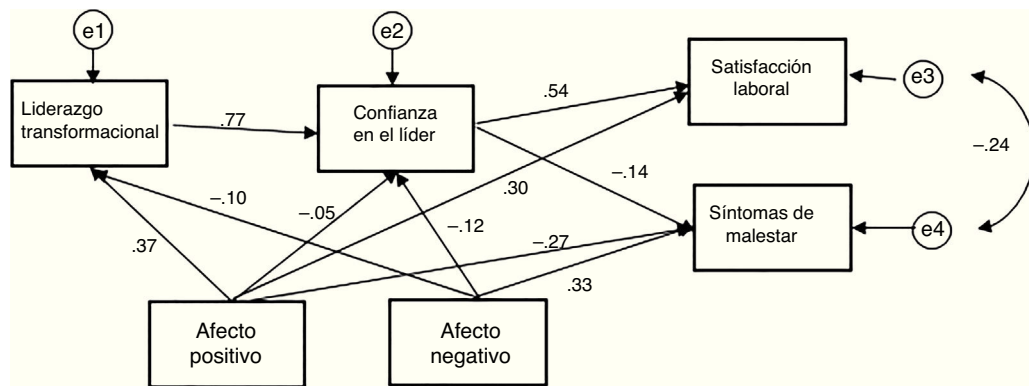 e1
e2
e3
e4
Liderazgo
transformacional
Confianza
en el líder
Satisfacción
laboral
Síntomas de
malestar
Afecto
positivo
Afecto
negativo
.77
.54
–.14
.30
–.24
–.10
–.05
–.12
.37
–.27
.33